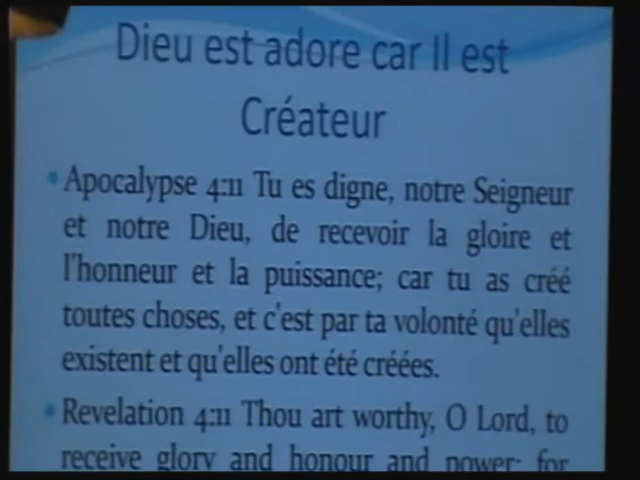 Dieu est adore car Il est
Créateur
• Apocalypse 4:11 Tu es digne, notre Seigneur
et notre Dieu, de recevoir la gloire et
l'honneur et la puissance; car tu as créé
toutes choses, et c'est par ta volonté qu'elles
existent et qu'elles ont été créées.
• Revelation 4:11 Thou art worthy, O Lord, to
receive glory and honour and power: for